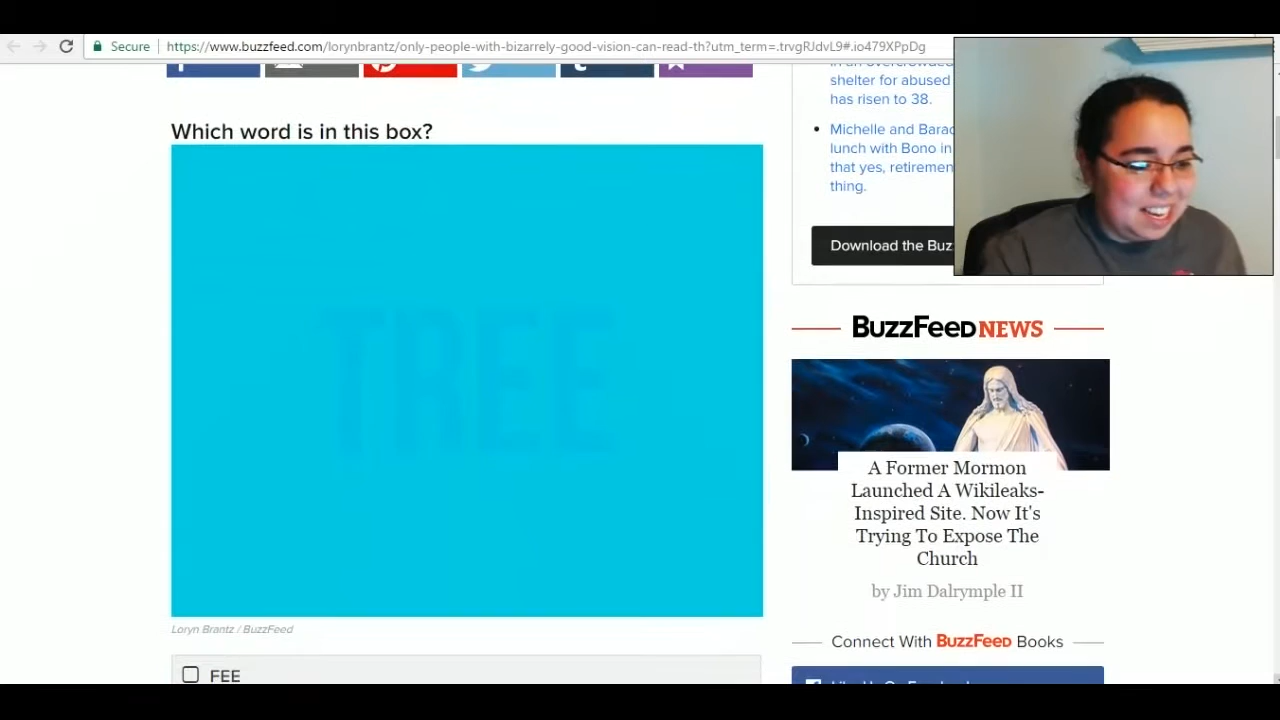 Secure
https://www.buzzfeed.com/lorynbrantz/only-people-with-bizarrely-good-vision-can-read-th?utm_term=.trvgRJdvL9#.io479XPpDg
Which word is in this box?
TREE
Loryn Brantz / BuzzFeed
FEE
shelter for abused
has risen to 38.
Michelle and Barac
lunch with Bono in
that yes, retiremen
thing.
Download the Buz
BuzzFeed NEWS
A Former Mormon
Launched A Wikileaks-
Inspired Site. Now It's
Trying To Expose The
Church
by Jim Dalrymple II
Connect With BuzzFeed Books